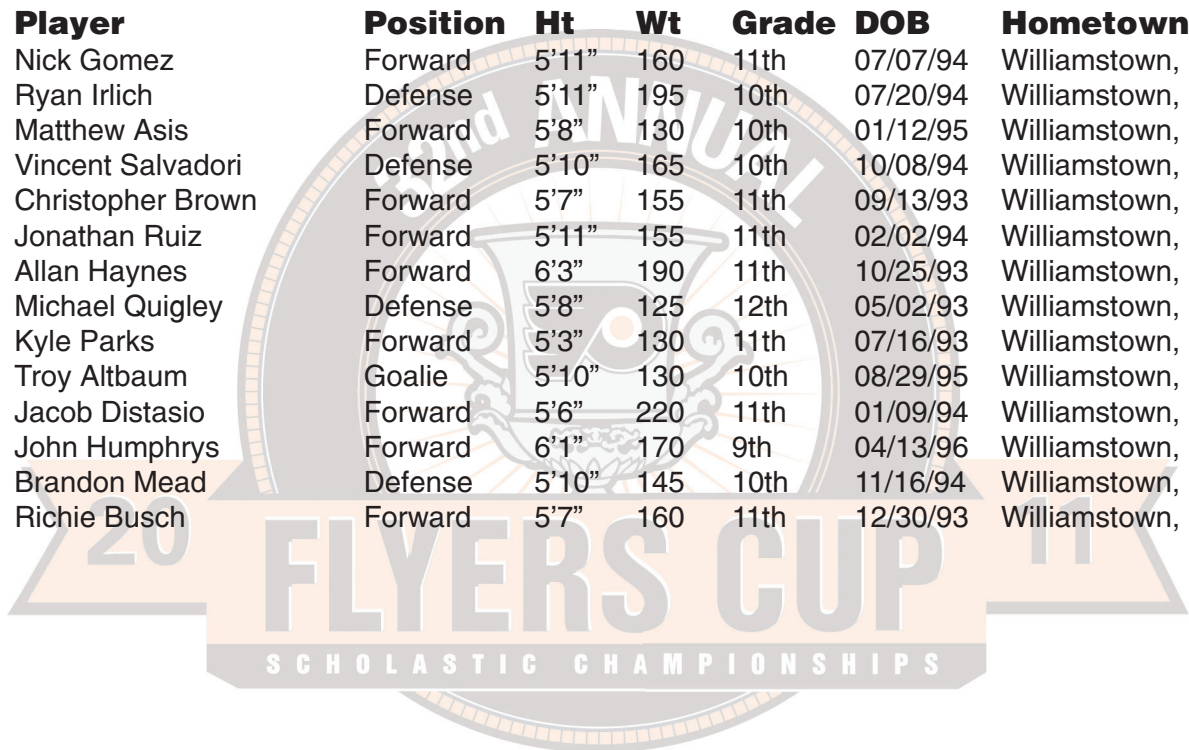 Player Position Ht Wt Grade DOB Hometown
Nick Gomez Forward 5’11” 160 11th 07/07/94 Williamstown,
Ryan Irlich Defense 5’11” 195 10th 07/20/94 Williamstown,
Matthew Asis Forward 5’8” 130 10th 01/12/95 Williamstown,
Vincent Salvadori Defense 5’10” 165 10th 10/08/94 Williamstown,
Christopher Brown Forward 5’7” 155 11th 09/13/93 Williamstown,
Jonathan Ruiz Forward 5’11” 155 11th 02/02/94 Williamstown,
Allan Haynes Forward 6’3” 190 11th 10/25/93 Williamstown,
Michael Quigley Defense 5’8” 125 12th 05/02/93 Williamstown,
Kyle Parks Forward 5’3” 130 11th 07/16/93 Williamstown,
Troy Altbaum Goalie 5’10” 130 10th 08/29/95 Williamstown,
Jacob Distasio Forward 5’6” 220 11th 01/09/94 Williamstown,
John Humphrys Forward 6’1” 170 9th 04/13/96 Williamstown,
Brandon Mead Defense 5’10” 145 10th 11/16/94 Williamstown,
Richie Busch Forward 5’7” 160 11th 12/30/93 Williamstown,
32nd ANNUAL
20 11
FLYERS CUP
SCHOLASTIC CHAMPIONSHIPS